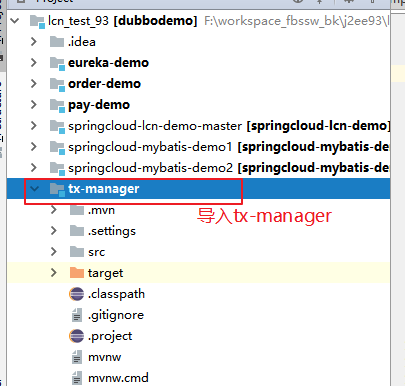 lcn_test_93 [dubbodemo] F:\workspace_fbssw_bk\j2ee93\l
.idea
eureka-demo
order-demo
pay-demo
springcloud-lcn-demo-master [springcloud-lcn-demo]
springcloud-mybatis-demo1 [springcloud-mybatis-de
springcloud-mybatis-demo2 [springcloud-mybatis-de
tx-manager
导入tx-manager
.mvn
.settings
src
target
.classpath
.gitignore
.project
mvnw
mvnw.cmd